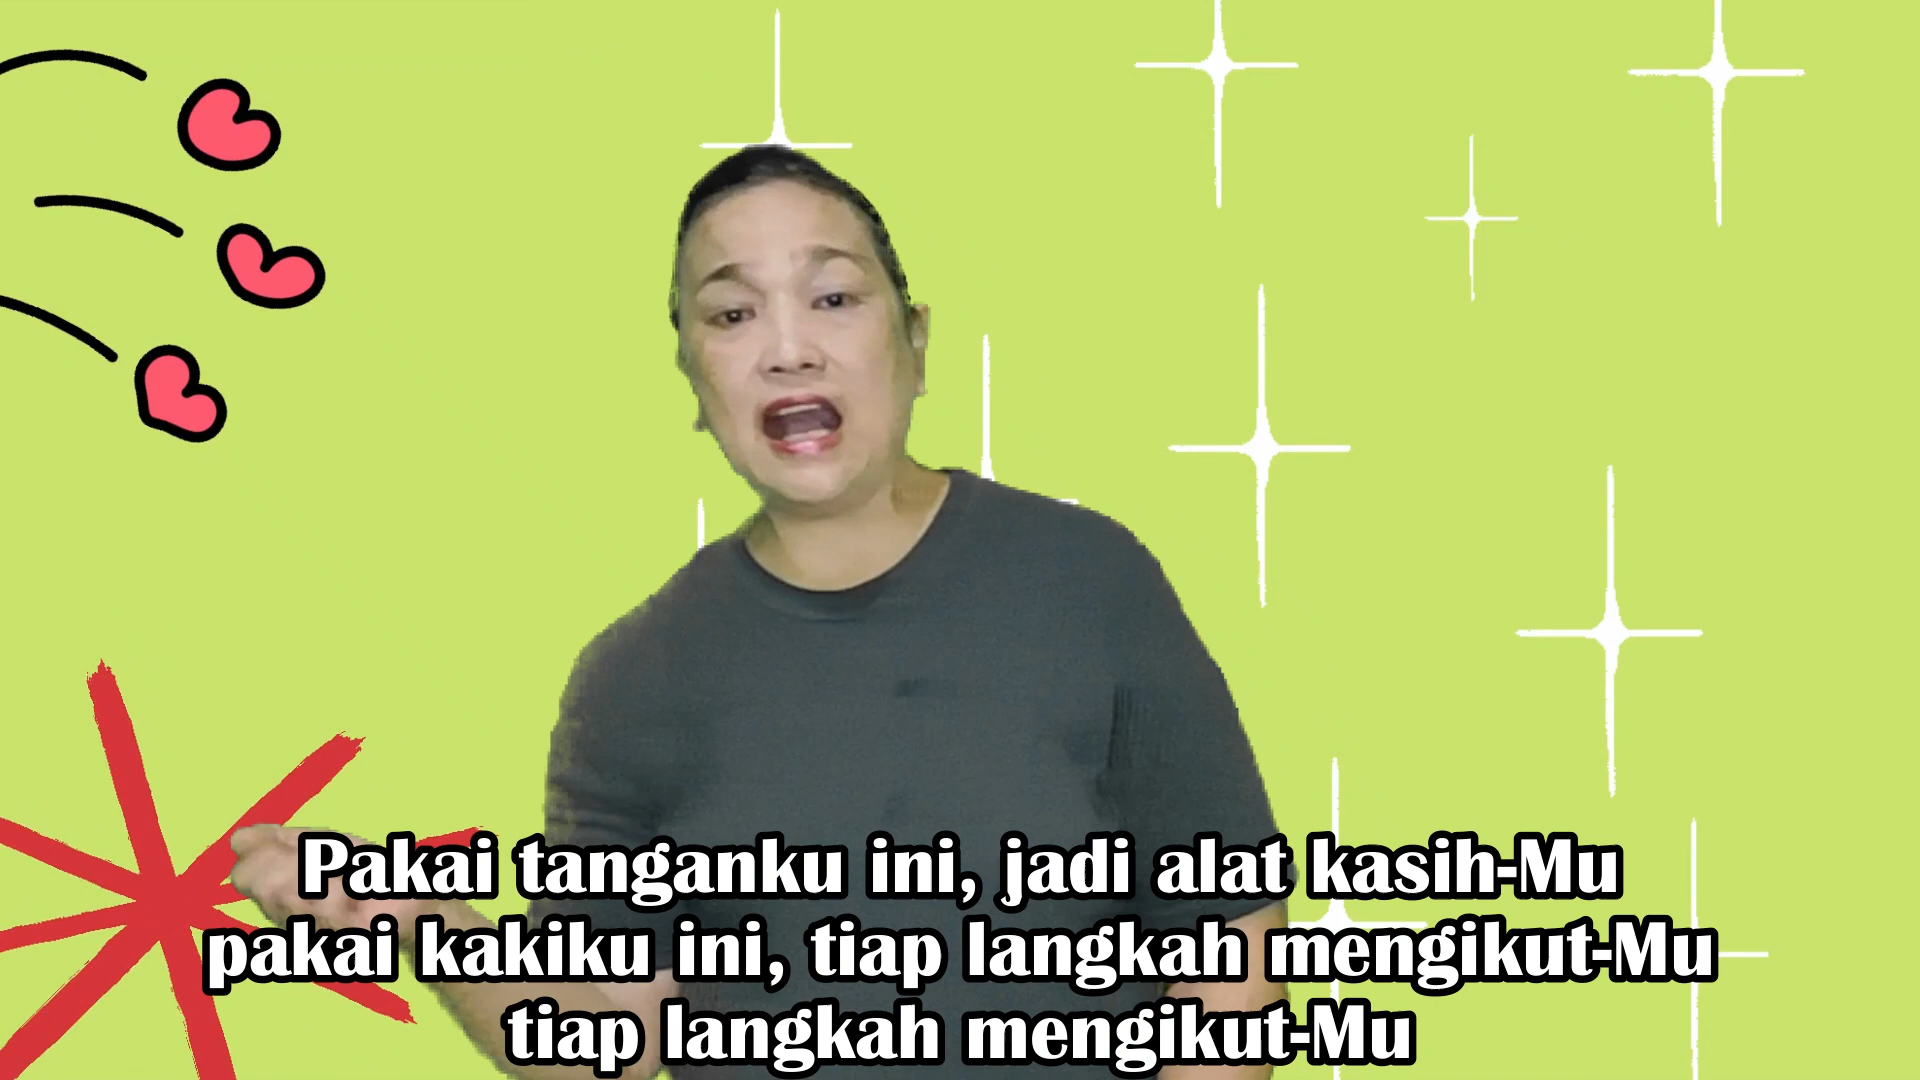 Pakai tanganku ini, jadi alat kasih-Mu
pakai kakiku ini, tiap langkah mengikut-Mu
tiap langkah mengikut-Mu